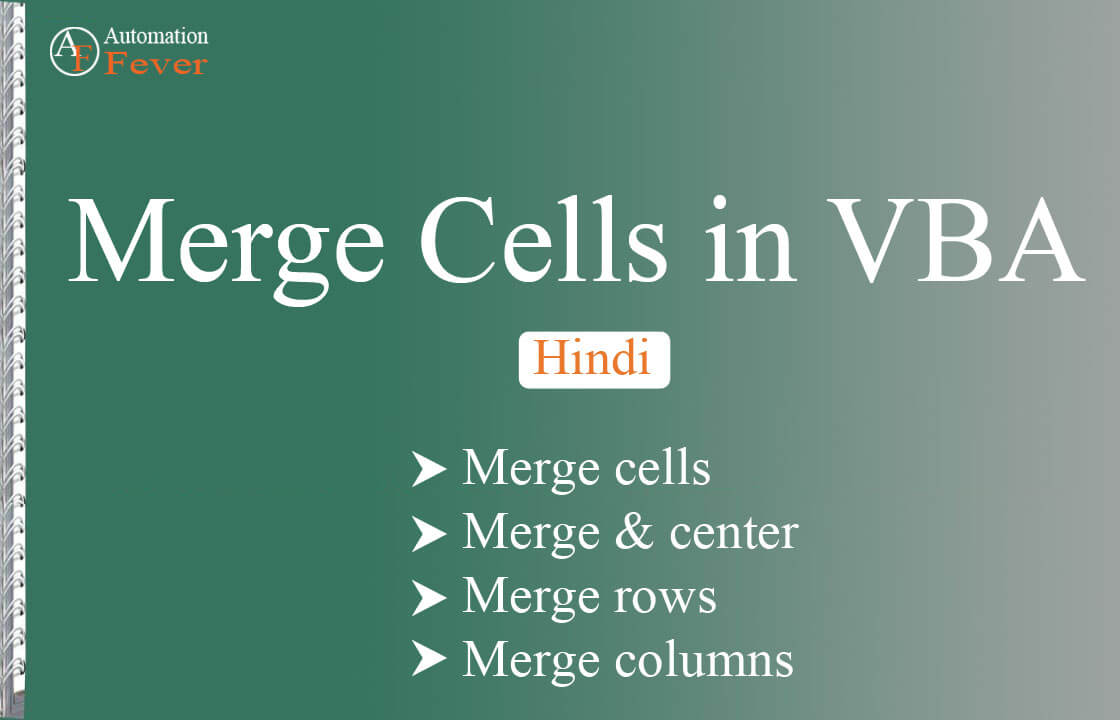 AF Automation
Fever
Merge Cells in VBA
Hindi
➤ Merge cells
➤ Merge & center
➤ Merge rows
➤ Merge columns